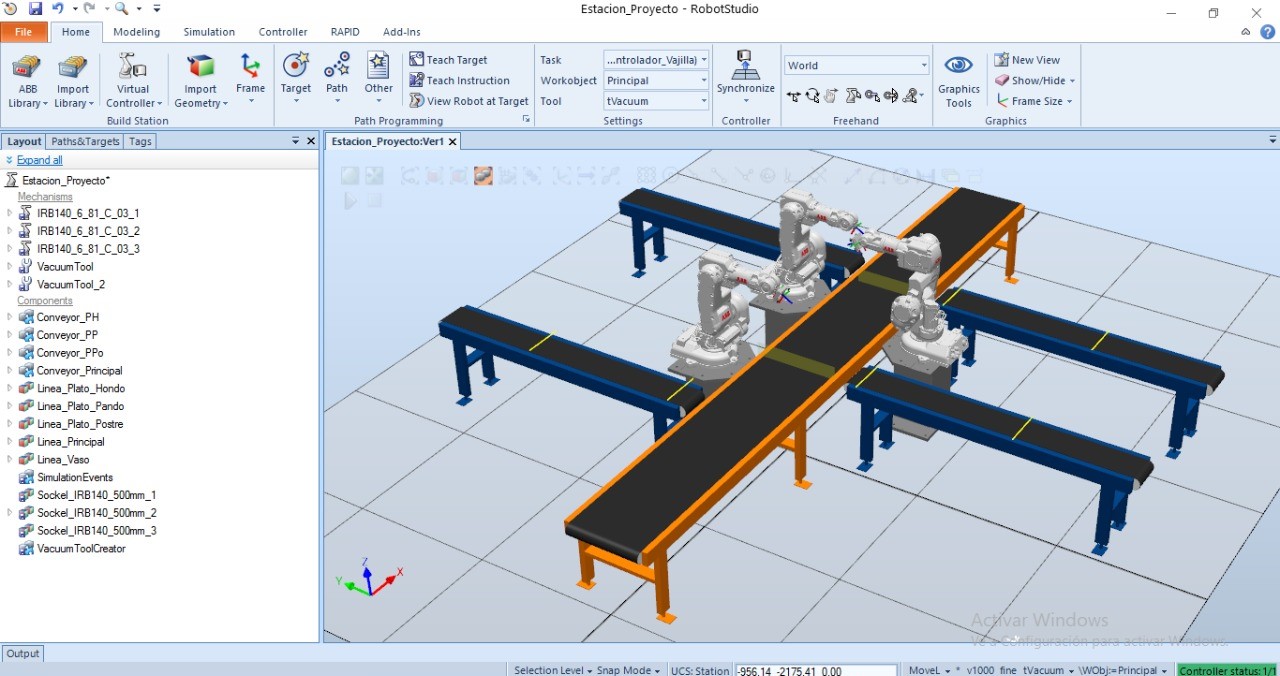 Estacion_Proyecto - RobotStudio
File Home Modeling Simulation Controller RAPID Add-Ins
ABB Library
Import Library
Virtual Controller
Import Geometry
Frame
Build Station
Target
Path
Other
Teach Target
Teach Instruction
View Robot at Target
Path Programming
Task ...ntrolador_Vajilla)
Workobject Principal
Tool tVacuum
Settings
Synchronize
Controller
World
Freehand
Graphics Tools
New View
Show/Hide
Frame Size
Graphics
Layout Paths&Targets Tags
Estacion_Proyecto:Ver1
Expand all
Estacion_Proyecto*
Mechanisms
IRB140_6_81_C_03_1
IRB140_6_81_C_03_2
IRB140_6_81_C_03_3
VacuumTool
VacuumTool_2
Components
Conveyor_PH
Conveyor_PP
Conveyor_PPo
Conveyor_Principal
Linea_Plato_Hondo
Linea_Plato_Pando
Linea_Plato_Postre
Linea_Principal
Linea_Vaso
SimulationEvents
Sockel_IRB140_500mm_1
Sockel_IRB140_500mm_2
Sockel_IRB140_500mm_3
VacuumToolCreator
Z
Y
X
Activar Windows
Ve a Configuración para activar Windows.
Output
Selection Level Snap Mode UCS: Station -956.14 -2175.41 0.00 MoveL * v1000 fine tVacuum \WObj:=Principal Controller status: 1/1